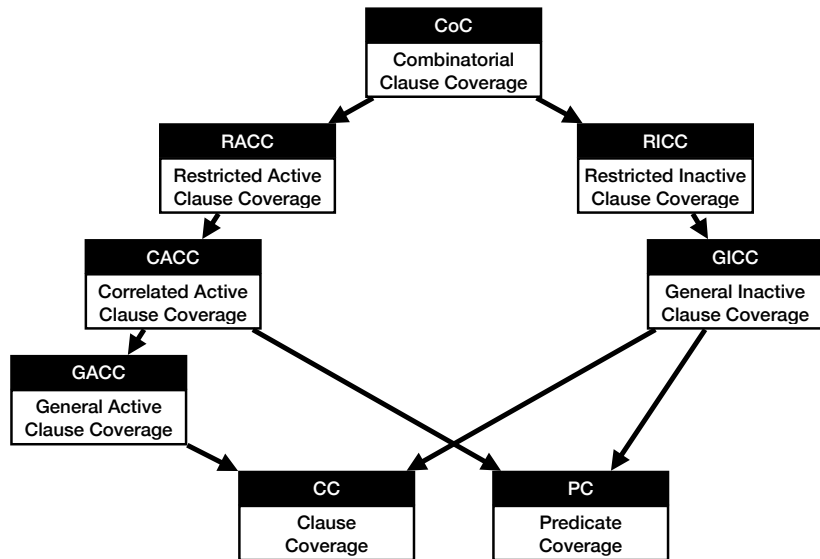 CoC
Combinatorial
Clause Coverage
RACC
Restricted Active
Clause Coverage
RICC
Restricted Inactive
Clause Coverage
CACC
Correlated Active
Clause Coverage
GICC
General Inactive
Clause Coverage
GACC
General Active
Clause Coverage
CC
Clause
Coverage
PC
Predicate
Coverage